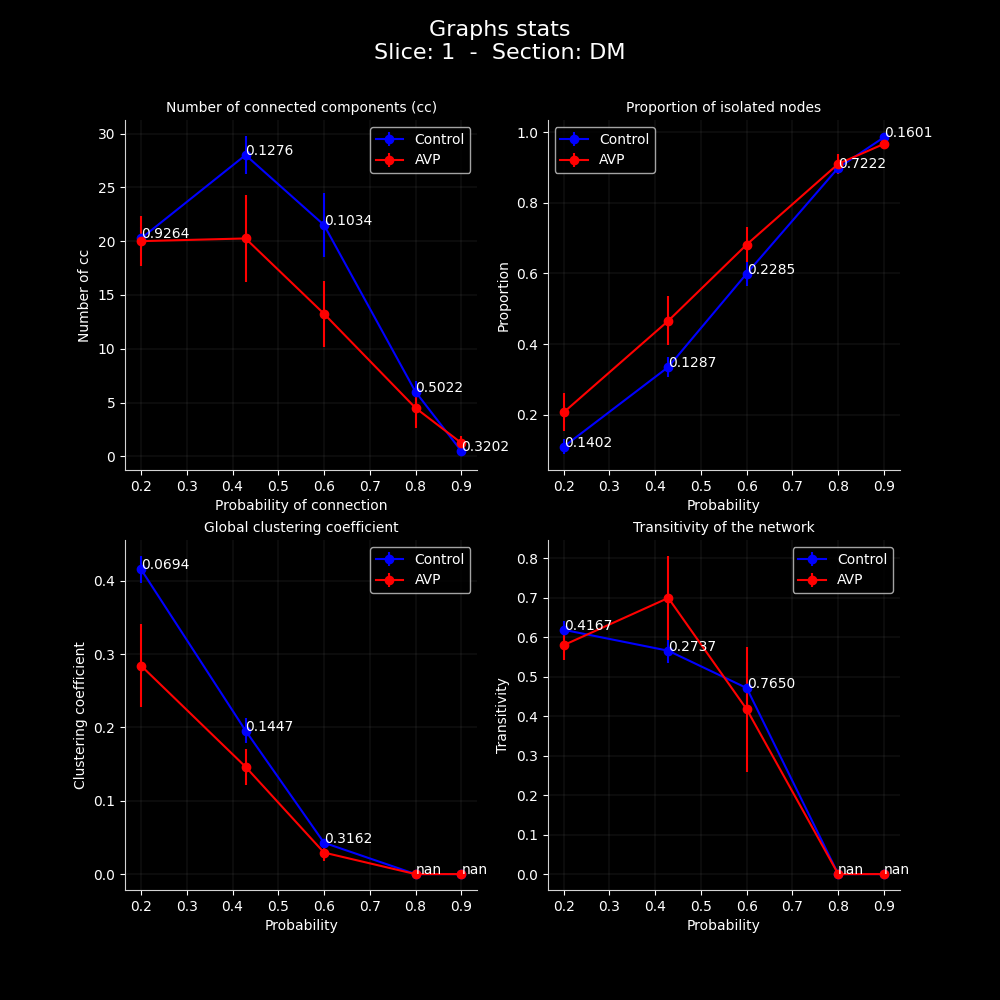 Graphs stats
Slice: 1 - Section: DM
Number of connected components (cc)
30
25
20
15
10
5
0
Number of cc
0.9264
0.1276
0.1034
0.5022
0.3202
Control
AVP
0.2 0.3 0.4 0.5 0.6 0.7 0.8 0.9
Probability of connection
Proportion of isolated nodes
1.0
0.8
0.6
0.4
0.2
Proportion
0.1402
0.1287
0.2285
0.7222
0.1601
Control
AVP
0.2 0.3 0.4 0.5 0.6 0.7 0.8 0.9
Probability
Global clustering coefficient
0.4
0.3
0.2
0.1
0.0
Clustering coefficient
0.0694
0.1447
0.3162
nan
nan
Control
AVP
0.2 0.3 0.4 0.5 0.6 0.7 0.8 0.9
Probability
Transitivity of the network
0.8
0.7
0.6
0.5
0.4
0.3
0.2
0.1
0.0
Transitivity
0.4167
0.2737
0.7650
nan
nan
Control
AVP
0.2 0.3 0.4 0.5 0.6 0.7 0.8 0.9
Probability